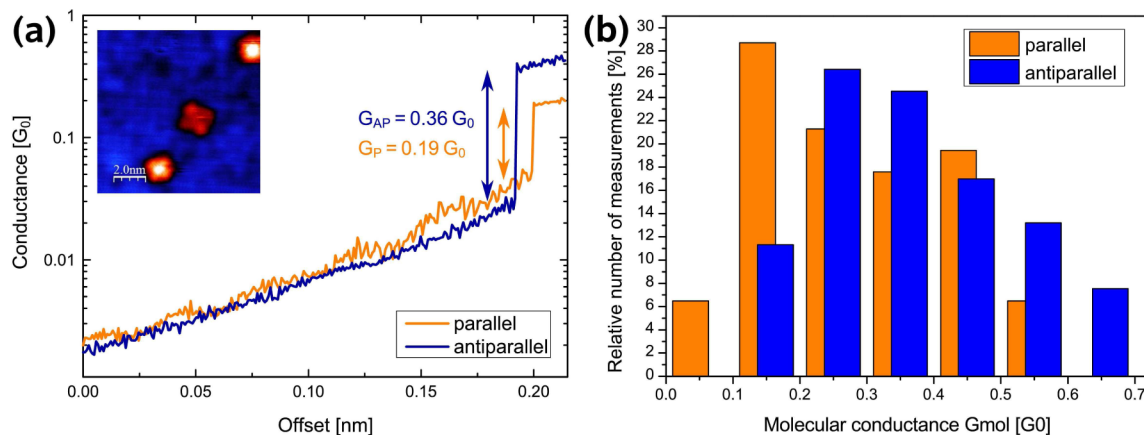 (a)
Conductance [G₀]
1
0.1
0.01
2.0nm
G_AP = 0.36 G₀
G_P = 0.19 G₀
parallel
antiparallel
0.00 0.05 0.10 0.15 0.20
Offset [nm]
(b)
Relative number of measurements [%]
30
28
26
24
22
20
18
16
14
12
10
8
6
4
2
0
parallel
antiparallel
0.0 0.1 0.2 0.3 0.4 0.5 0.6 0.7
Molecular conductance Gmol [G0]